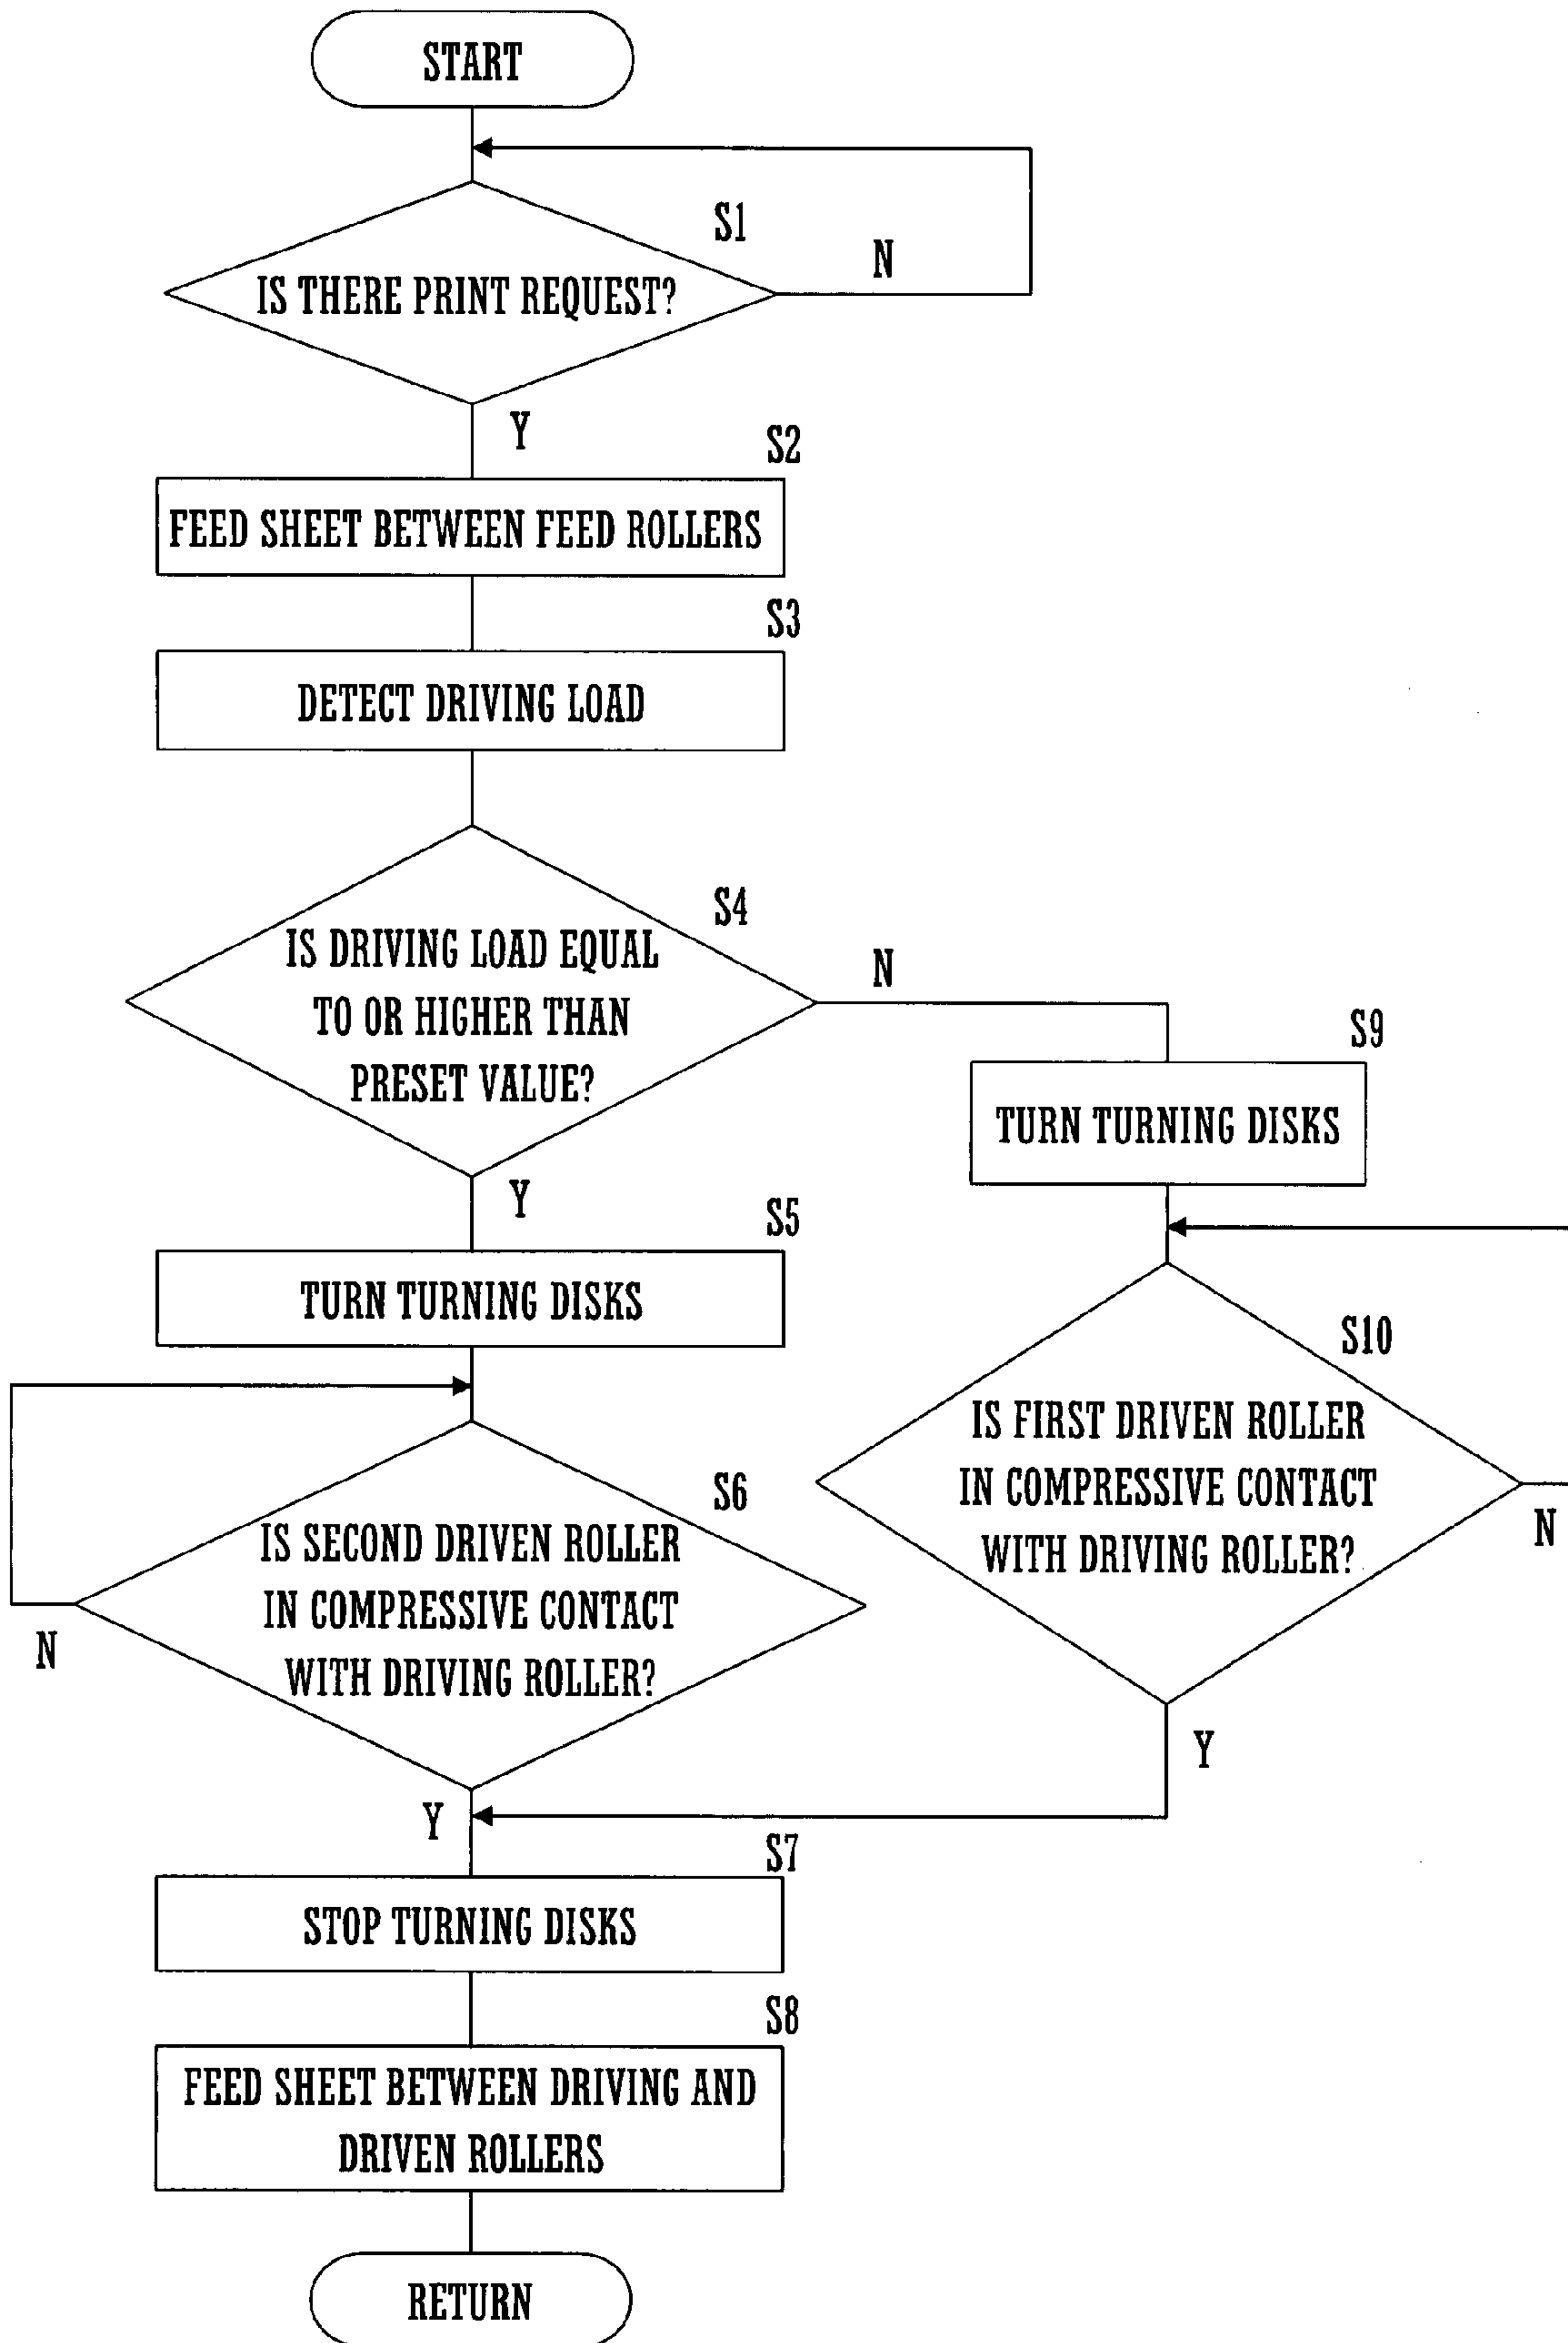 START
S1
N
IS THERE PRINT REQUEST?
Y
S2
FEED SHEET BETWEEN FEED ROLLERS
S3
DETECT DRIVING LOAD
S4
IS DRIVING LOAD EQUAL
TO OR HIGHER THAN
PRESET VALUE?
N
Y
S5
TURN TURNING DISKS
S6
IS SECOND DRIVEN ROLLER
IN COMPRESSIVE CONTACT
WITH DRIVING ROLLER?
N
Y
S9
TURN TURNING DISKS
S10
IS FIRST DRIVEN ROLLER
IN COMPRESSIVE CONTACT
WITH DRIVING ROLLER?
N
Y
S7
STOP TURNING DISKS
S8
FEED SHEET BETWEEN DRIVING AND
DRIVEN ROLLERS
RETURN